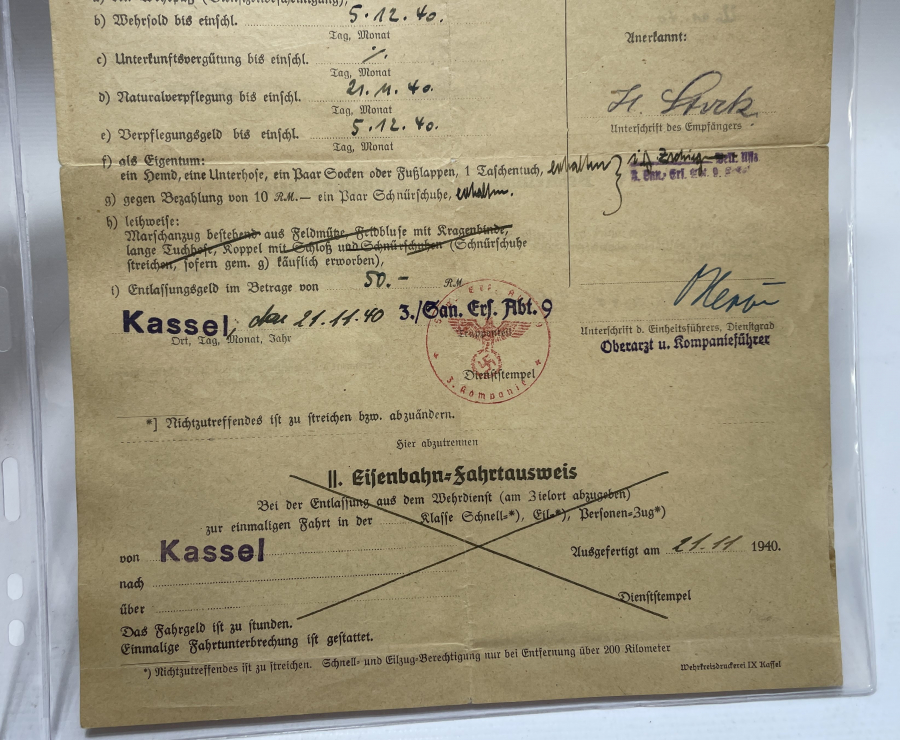 b) Wehrsold bis einschl. 5.12.40.
Tag, Monat
Anerkannt:
c) Unterkunftsvergütung bis einschl. ./.
Tag, Monat
d) Naturalverpflegung bis einschl. 21.11.40.
Tag, Monat
Unterschrift des Empfängers
e) Verpflegungsgeld bis einschl. 5.12.40.
Tag, Monat
f) als Eigentum:
ein Hemd, eine Unterhose, ein Paar Socken oder Fußlappen, 1 Taschentuch, erhalten
g) gegen Bezahlung von 10 RM.— ein Paar Schnürschuhe, erhalten.
h) leihweise:
Marschanzug bestehend aus Feldmütze, Feldbluse mit Kragenbinde,
lange Tuchhose, Koppel mit Schloß und Schnürschuhen (Schnürschuhe
streichen, sofern gem. g) käuflich erworben),
i) Entlassungsgeld im Betrage von 50.- RM
Kassel, den 21.11.40 3./San. Ers. Abt. 9
Ort, Tag, Monat, Jahr
Unterschrift d. Einheitsführers, Dienstgrad
Oberarzt u. Kompanieführer
Dienststempel
3. Kompanie
*] Nichtzutreffendes ist zu streichen bzw. abzuändern.
Hier abzutrennen
II. Eisenbahn-Fahrtausweis
Bei der Entlassung aus dem Wehrdienst (am Zielort abzugeben)
zur einmaligen Fahrt in der Klasse Schnell-*), Eil-*), Personen-Zug*)
von Kassel Ausgefertigt am 21.11 1940.
nach
über Dienststempel
Das Fahrgeld ist zu stunden.
Einmalige Fahrtunterbrechung ist gestattet.
*) Nichtzutreffendes ist zu streichen. Schnell- und Eilzug-Berechtigung nur bei Entfernung über 200 Kilometer
Wehrkreisdruckerei IX Kassel